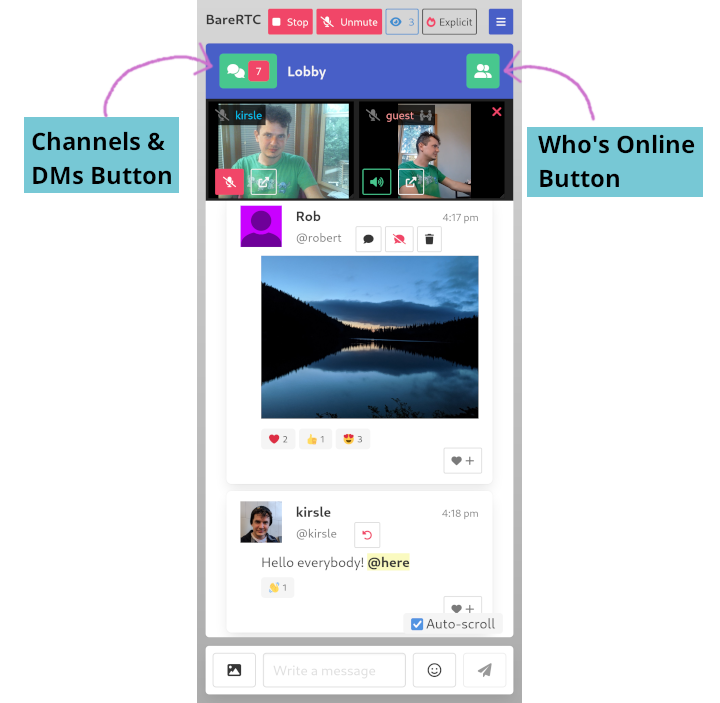 BareRTC
Stop
Unmute
3
Explicit
7
Lobby
Channels &
DMs Button
Who's Online
Button
kirsle
guest
Rob
4:17 pm
@robert
2
1
3
+
kirsle
4:18 pm
@kirsle
Hello everybody! @here
1
+
Auto-scroll
Write a message